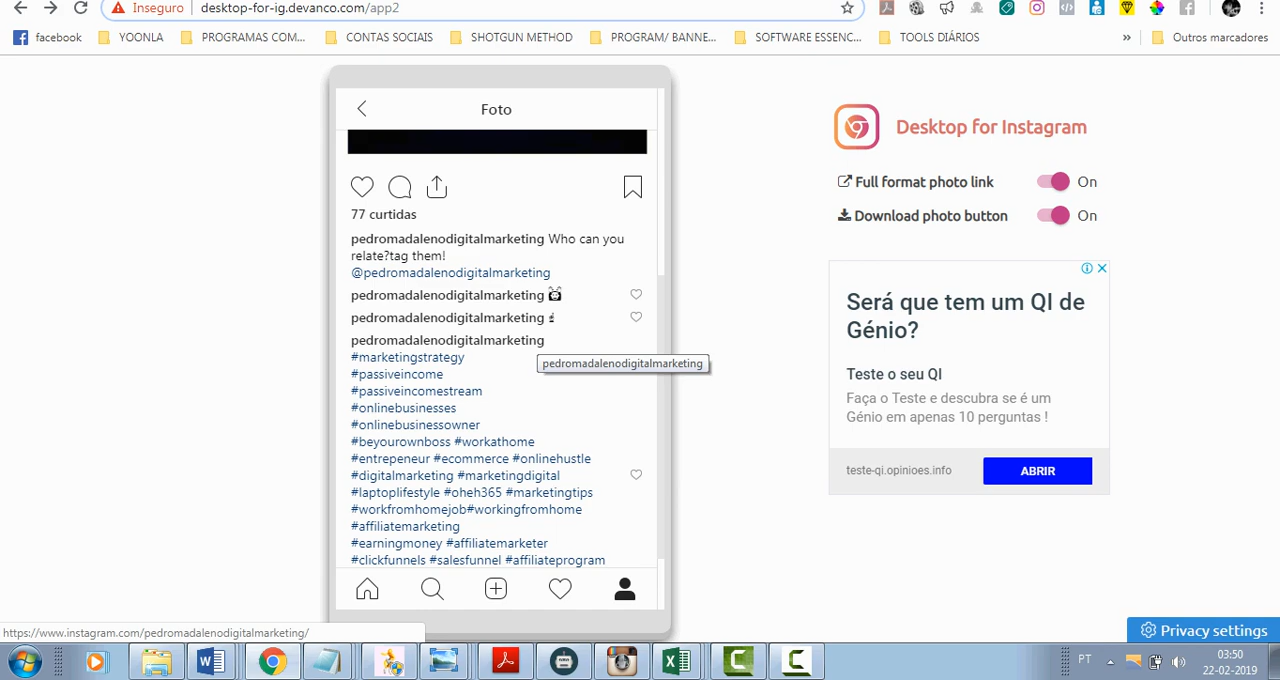 Inseguro desktop-for-ig.devanco.com/app2
facebook YOONLA PROGRAMAS COM... CONTAS SOCIAIS SHOTGUN METHOD PROGRAM/ BANNE... SOFTWARE ESSENC... TOOLS DIÁRIOS » Outros marcadores
Foto
77 curtidas
pedromadalenodigitalmarketing Who can you
relate?tag them!
@pedromadalenodigitalmarketing
pedromadalenodigitalmarketing
pedromadalenodigitalmarketing
pedromadalenodigitalmarketing
pedromadalenodigitalmarketing
#marketingstrategy
#passiveincome
#passiveincomestream
#onlinebusinesses
#onlinebusinessowner
#beyourownboss #workathome
#entrepeneur #ecommerce #onlinehustle
#digitalmarketing #marketingdigital
#laptoplifestyle #oheh365 #marketingtips
#workfromhomejob#workingfromhome
#affiliatemarketing
#earningmoney #affiliatemarketer
#clickfunnels #salesfunnel #affiliateprogram
Desktop for Instagram
Full format photo link On
Download photo button On
Será que tem um QI de
Génio?
Teste o seu QI
Faça o Teste e descubra se é um
Génio em apenas 10 perguntas !
teste-qi.opinioes.info ABRIR
https://www.instagram.com/pedromadalenodigitalmarketing/
Privacy settings
PT
03:50
22-02-2019